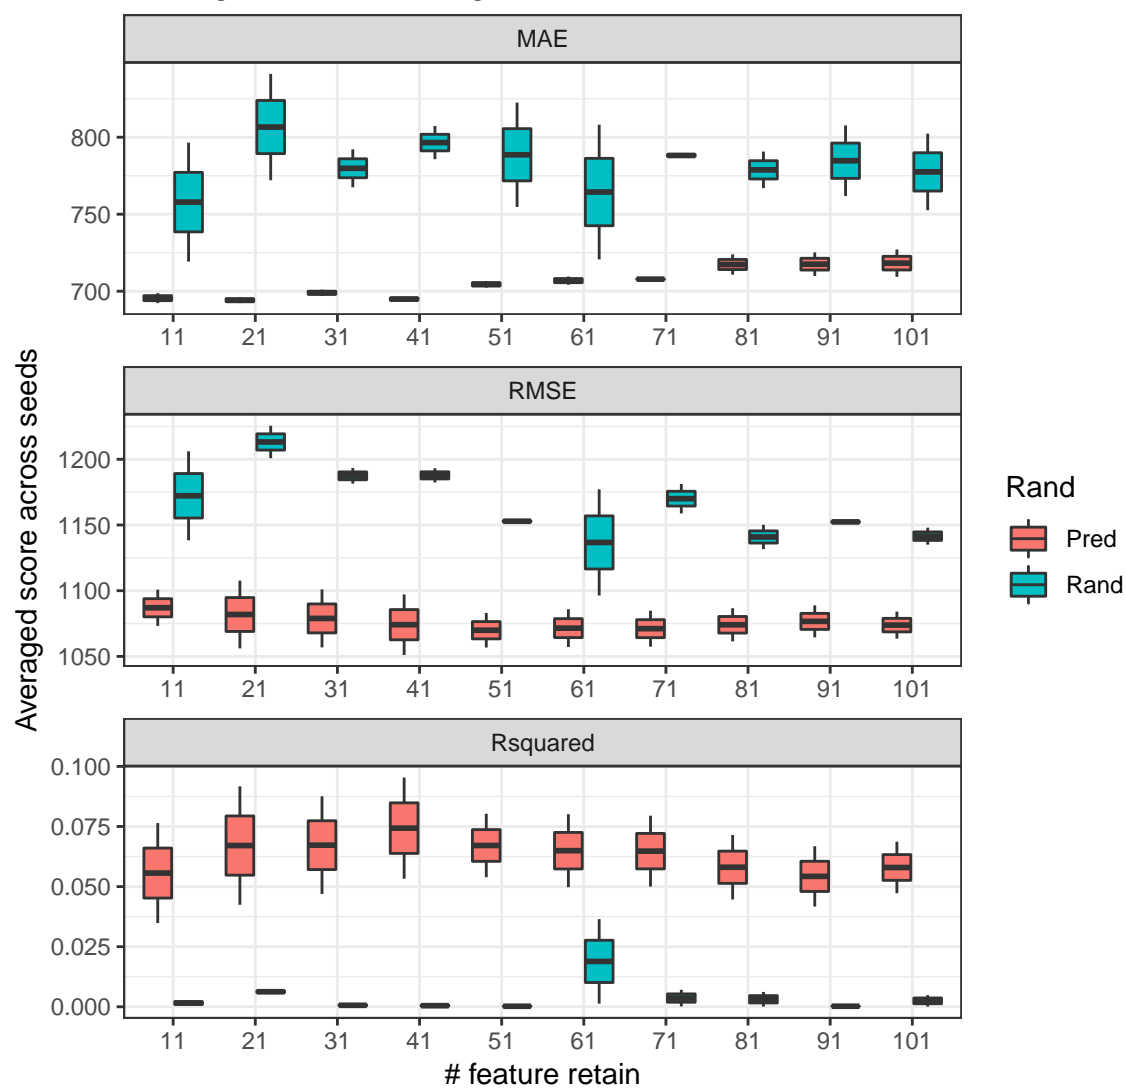 MAE
800
750
700
11 21 31 41 51 61 71 81 91 101
RMSE
1200
1150
1100
1050
11 21 31 41 51 61 71 81 91 101
Rsquared
0.100
0.075
0.050
0.025
0.000
11 21 31 41 51 61 71 81 91 101
# feature retain
Averaged score across seeds
Rand
Pred
Rand